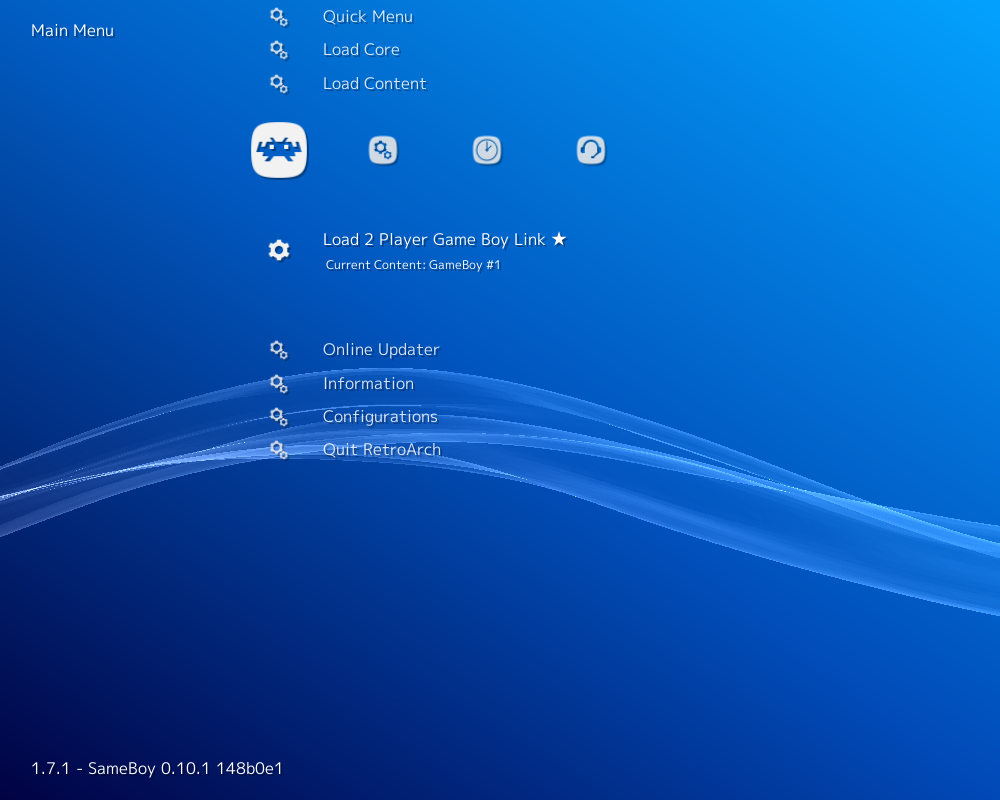 Main Menu
Quick Menu
Load Core
Load Content
Load 2 Player Game Boy Link ★
Current Content: GameBoy #1
Online Updater
Information
Configurations
Quit RetroArch
1.7.1 - SameBoy 0.10.1 148b0e1